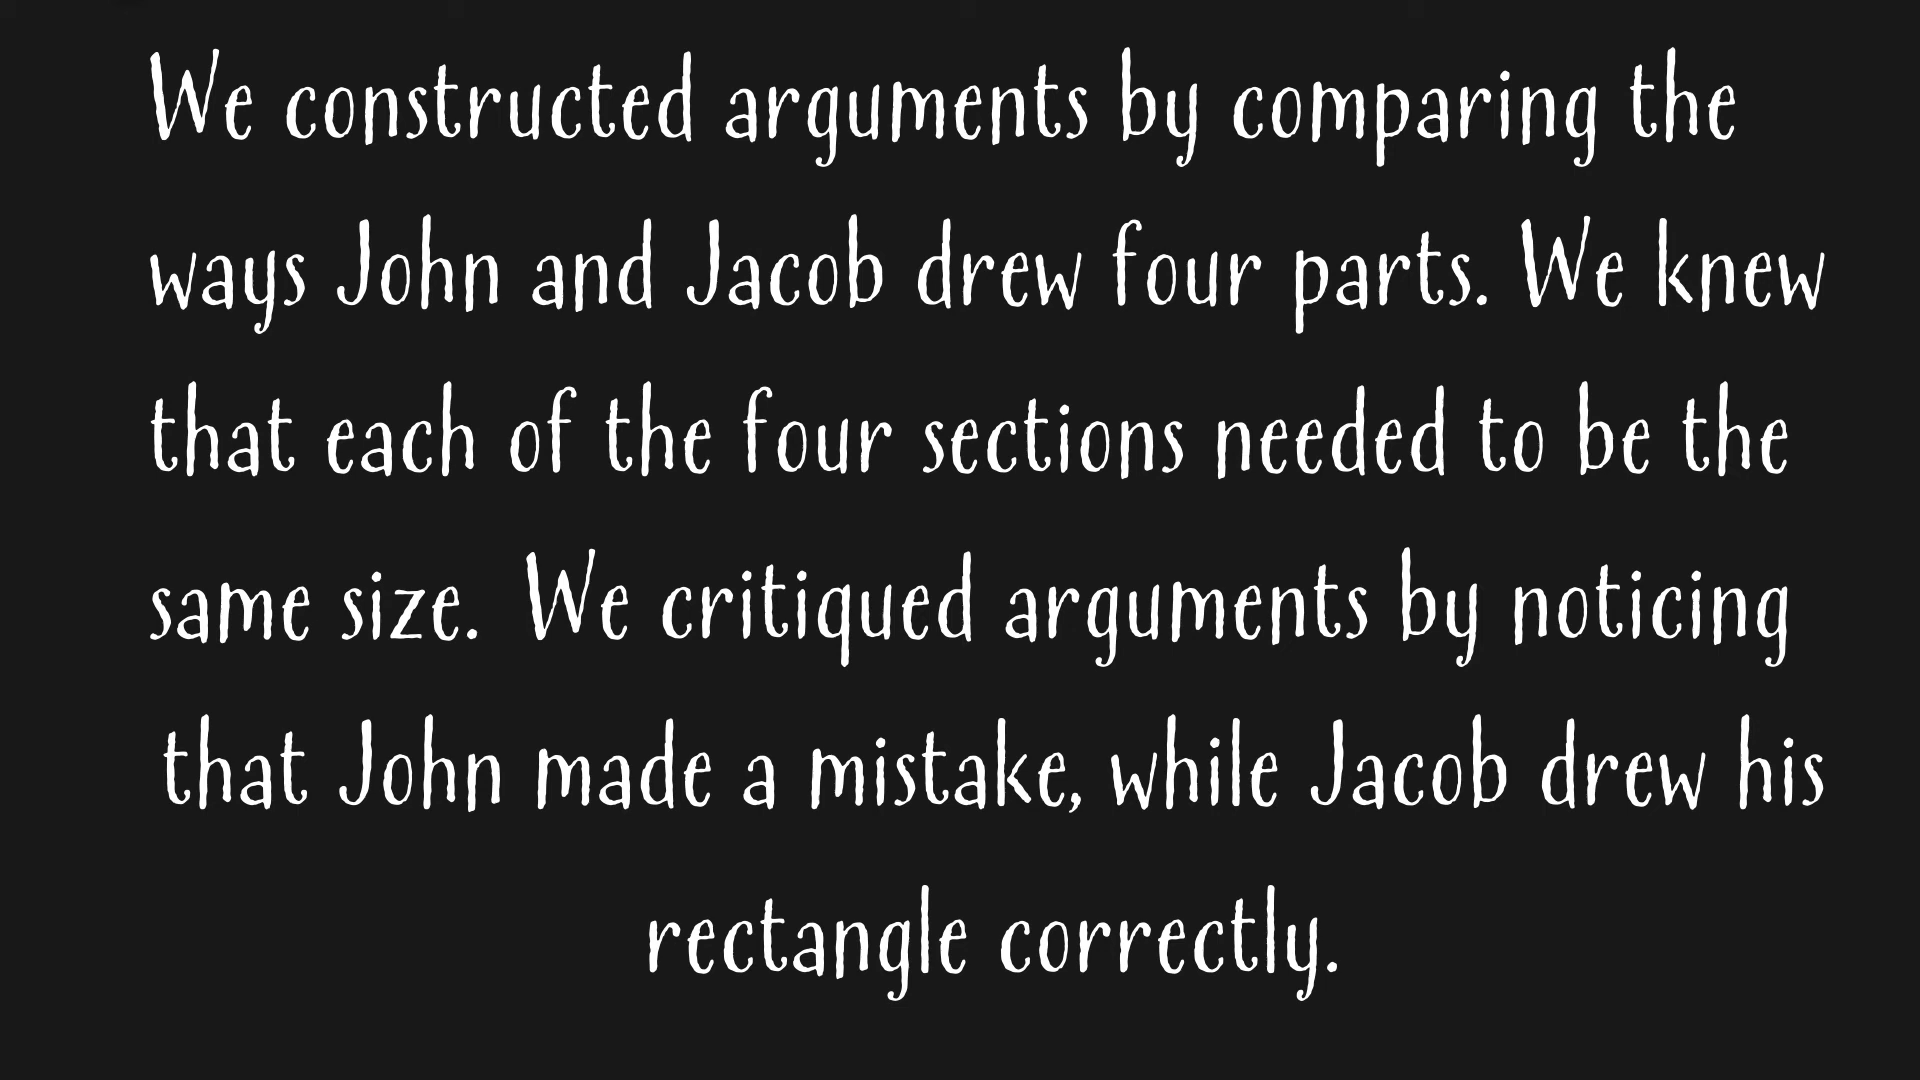 We constructed arguments by comparing the
ways John and Jacob drew four parts. We knew
that each of the four sections needed to be the
same size. We critiqued arguments by noticing
that John made a mistake, while Jacob drew his
rectangle correctly.